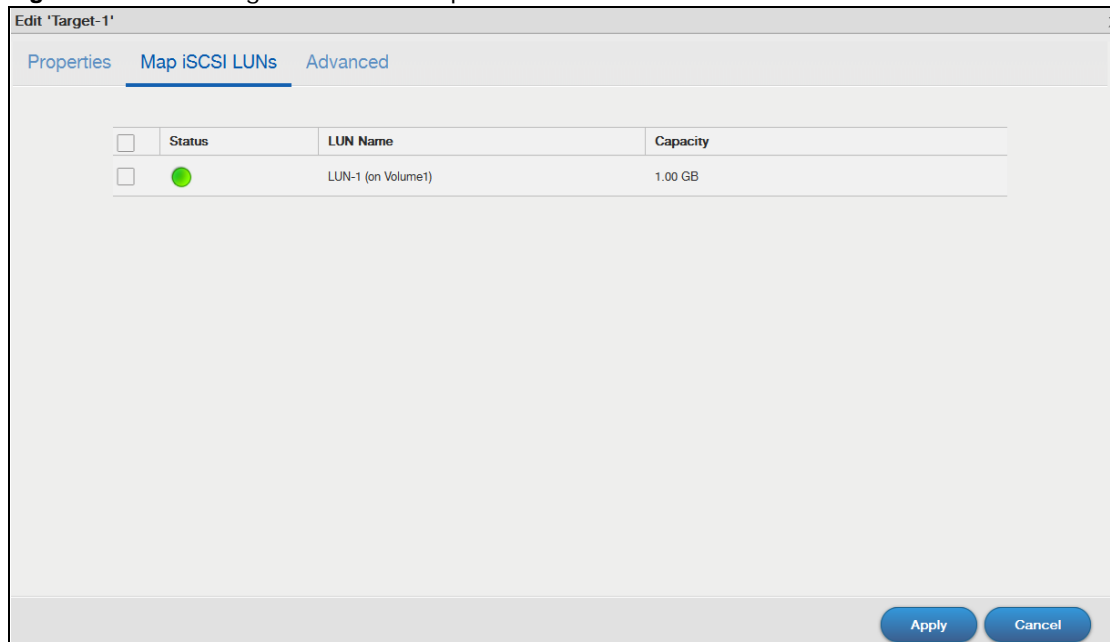 Edit 'Target-1'
Properties Map iSCSI LUNs Advanced
Status LUN Name Capacity
LUN-1 (on Volume1) 1.00 GB
Apply Cancel